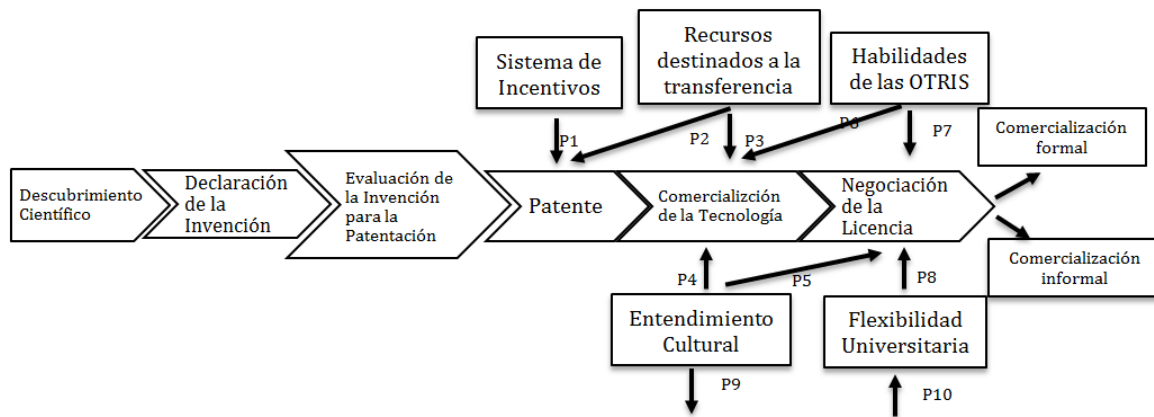 Sistema de
Incentivos
Recursos
destinados a la
transferencia
Habilidades
de las OTRIS
P1
P2
P3
P6
P7
Comercialización
formal
Descubrimiento
Científico
Declaración
de la
Invención
Evaluación de
la Invención
para la
Patentación
Patente
Comercializción
de la Tecnología
Negociación
de la
Licencia
Comercialización
informal
P4
P5
P8
Entendimiento
Cultural
Flexibilidad
Universitaria
P9
P10